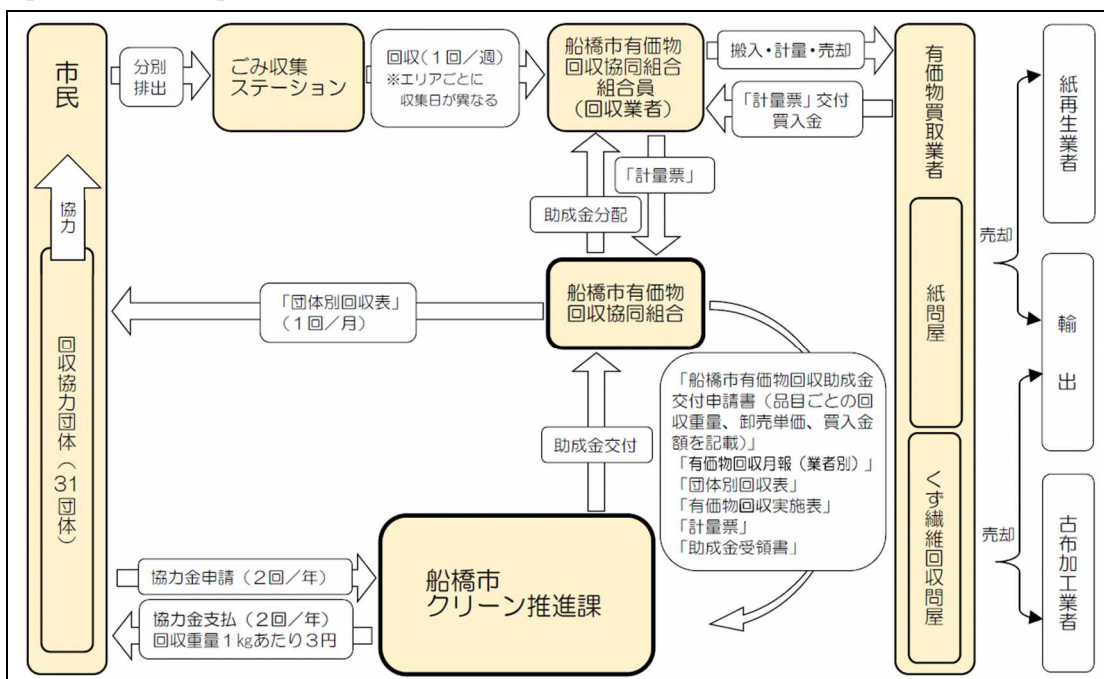 市民
分別
排出
ごみ収集
ステーション
回収(1回/週)
※エリアごとに
収集日が異なる
船橋市有価物
回収協同組合
組合員
(回収業者)
搬入・計量・売却
「計量票」交付
買入金
有価物買取業者
紙再生業者
協力
「計量票」
助成金分配
売却
紙問屋
輸出
「団体別回収表」
(1回/月)
船橋市有価物
回収協同組合
回収協力団体(31団体)
「船橋市有価物回収助成金
交付申請書(品目ごとの回
収重量、卸売単価、買入金
額を記載)」
「有価物回収月報(業者別)」
「団体別回収表」
「有価物回収実施表」
「計量票」
「助成金受領書」
助成金交付
くず繊維回収問屋
売却
古布加工業者
協力金申請(2回/年)
協力金支払(2回/年)
回収重量1kgあたり3円
船橋市
クリーン推進課